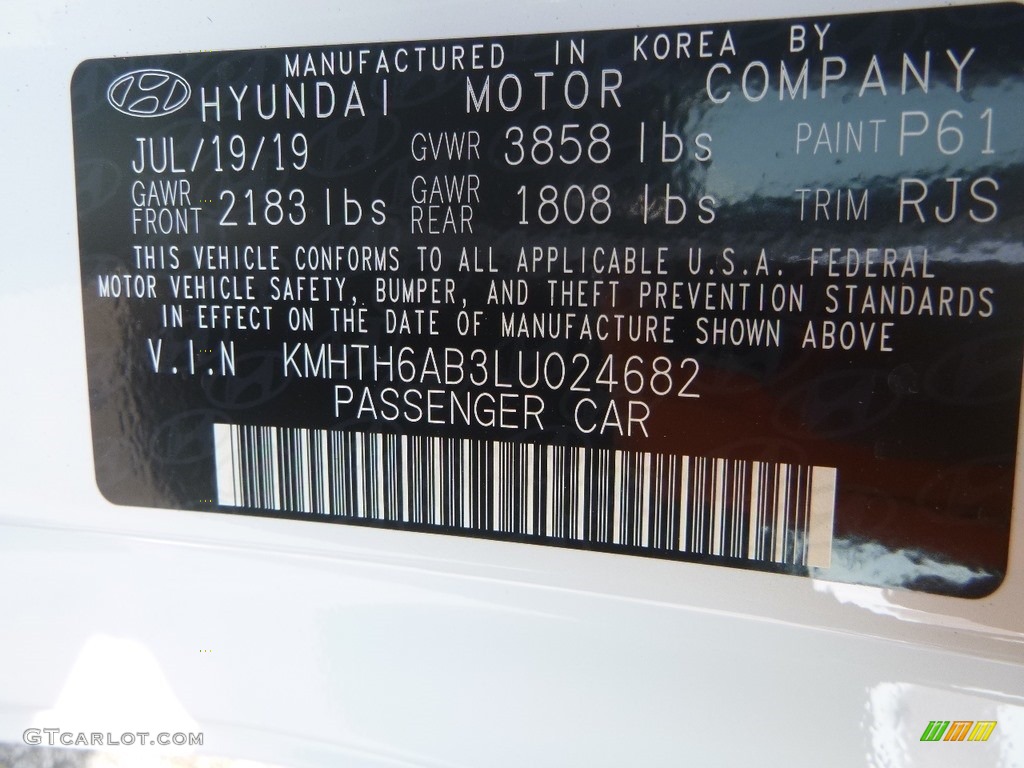 MANUFACTURED IN KOREA BY
HYUNDAI MOTOR COMPANY
JUL/19/19 GVWR 3858 lbs PAINT P61
GAWR FRONT 2183 lbs GAWR REAR 1808 lbs TRIM RJS
THIS VEHICLE CONFORMS TO ALL APPLICABLE U.S.A. FEDERAL
MOTOR VEHICLE SAFETY, BUMPER, AND THEFT PREVENTION STANDARDS
IN EFFECT ON THE DATE OF MANUFACTURE SHOWN ABOVE
V.I.N KMHTH6AB3LU024682
PASSENGER CAR
GTCARLOT.COM